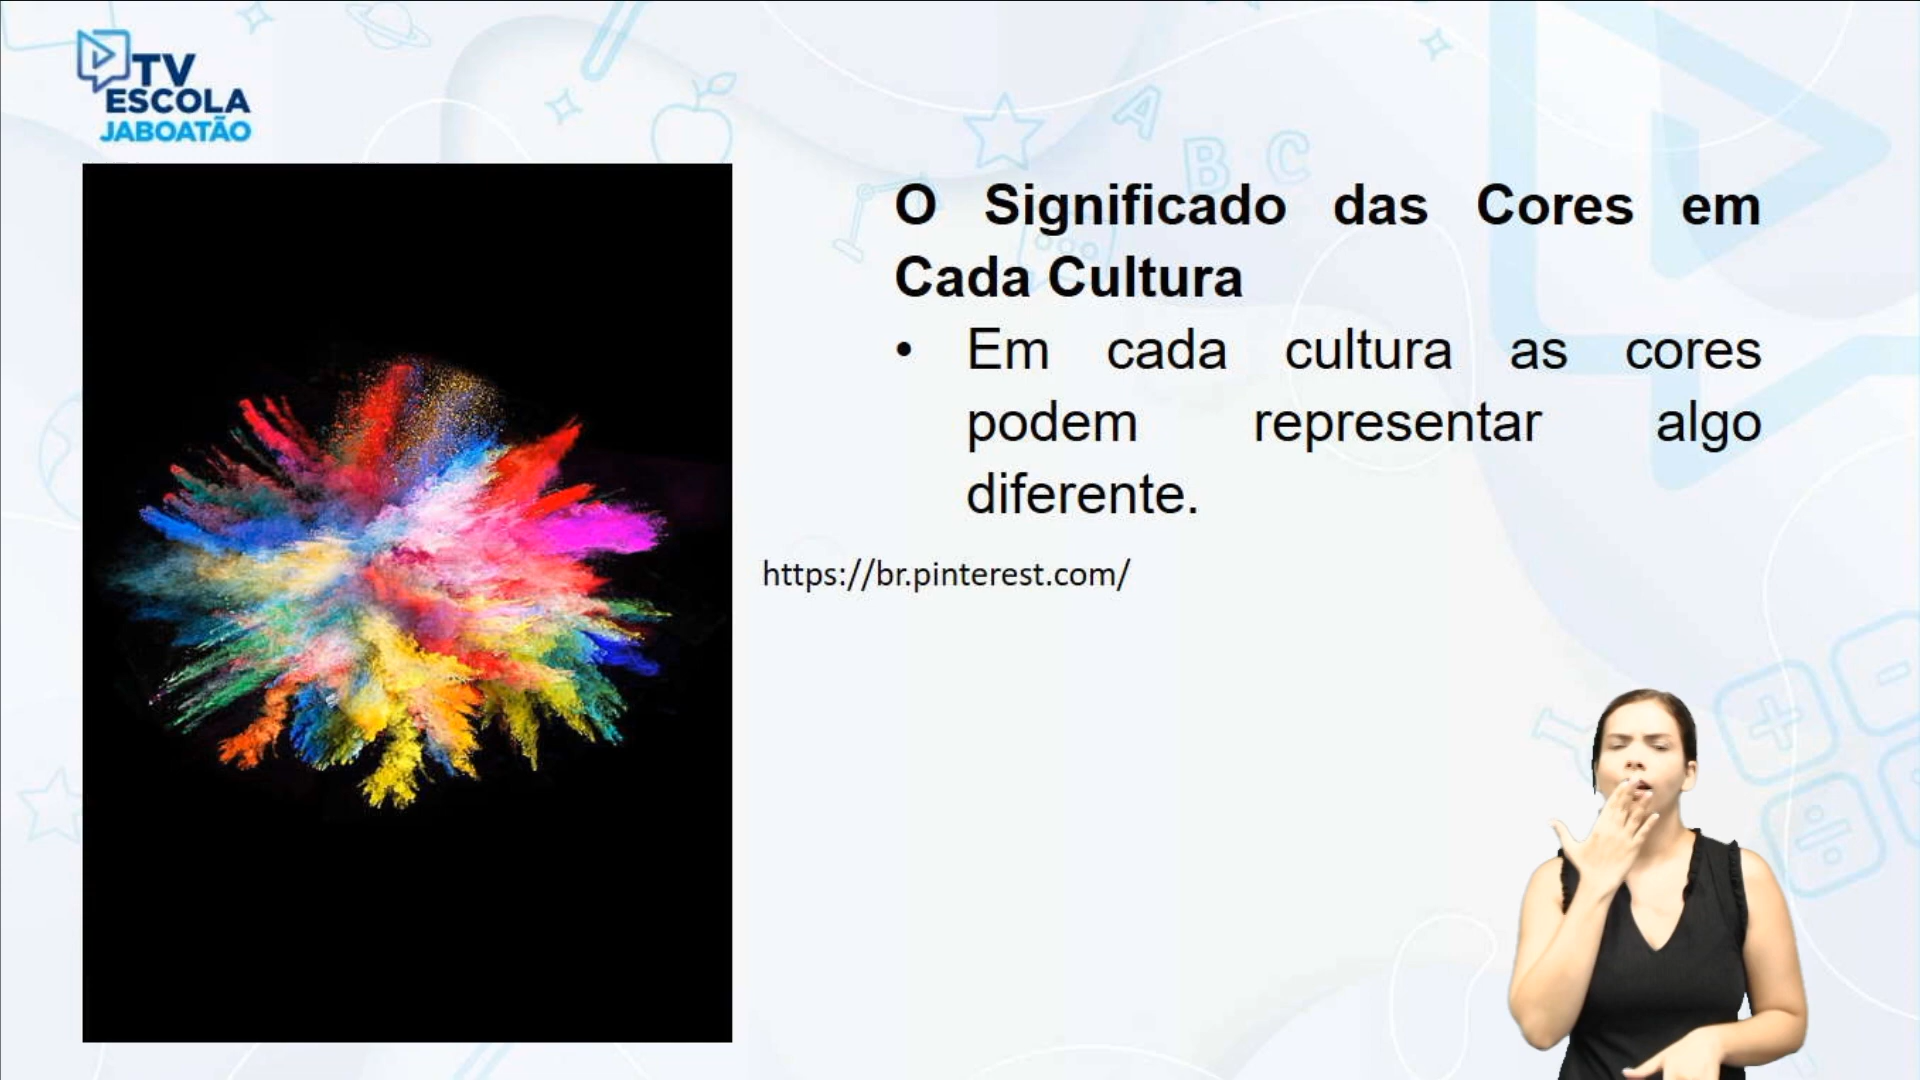 TV
ESCOLA
JABOATÃO
A
B C
O Significado das Cores em
Cada Cultura
• Em cada cultura as cores
podem representar algo
diferente.
https://br.pinterest.com/